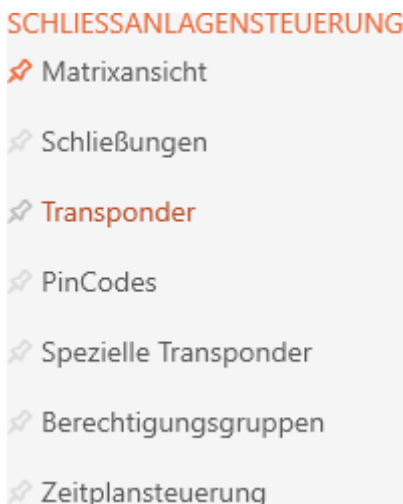 SCHLIESSANLAGENSTEUERUNG
Matrixansicht
Schließungen
Transponder
PinCodes
Spezielle Transponder
Berechtigungsgruppen
Zeitplansteuerung